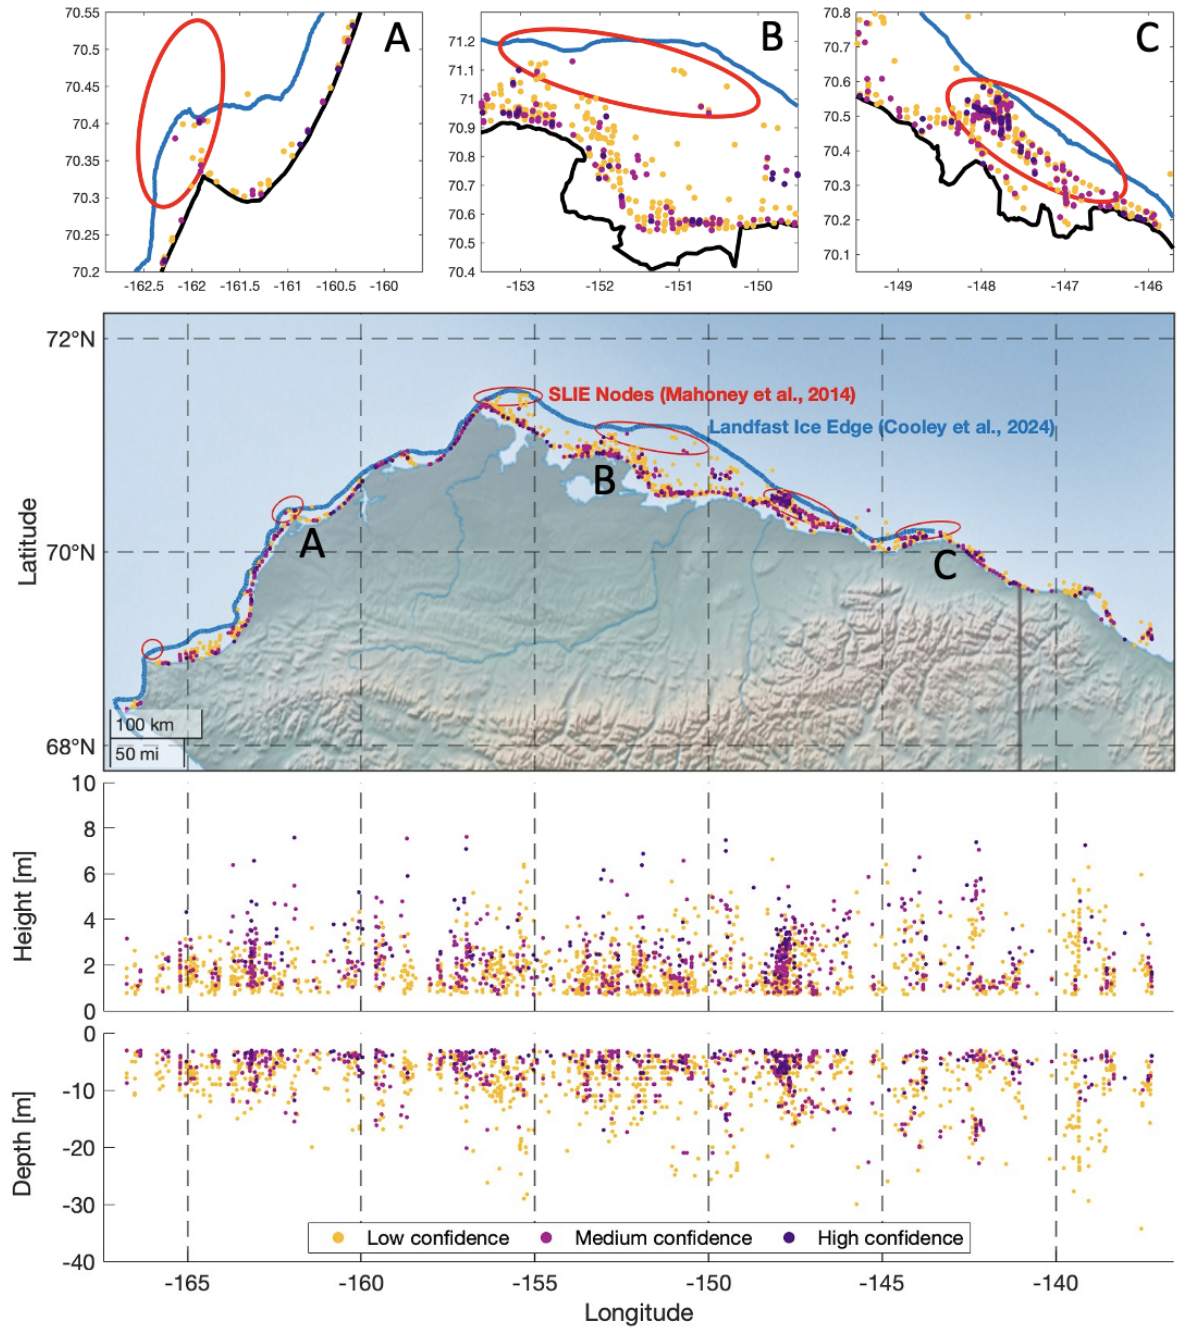 A
70.55
70.5
70.45
70.4
70.35
70.3
70.25
70.2
-162.5 -162 -161.5 -161 -160.5 -160
B
71.2
71.1
71
70.9
70.8
70.7
70.6
70.5
70.4
-153 -152 -151 -150
C
70.8
70.7
70.6
70.5
70.4
70.3
70.2
70.1
-149 -148 -147 -146
72°N
SLIE Nodes (Mahoney et al., 2014)
Landfast Ice Edge (Cooley et al., 2024)
B
A
70°N
C
Latitude
100 km
50 mi
68°N
10
8
6
4
2
0
Height [m]
0
-10
-20
-30
-40
Depth [m]
Low confidence Medium confidence High confidence
-165 -160 -155 -150 -145 -140
Longitude